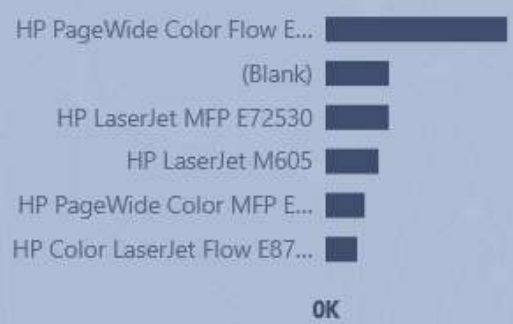 HP PageWide Color Flow E...
(Blank)
HP LaserJet MFP E72530
HP LaserJet M605
HP PageWide Color MFP E...
HP Color LaserJet Flow E87...
0K